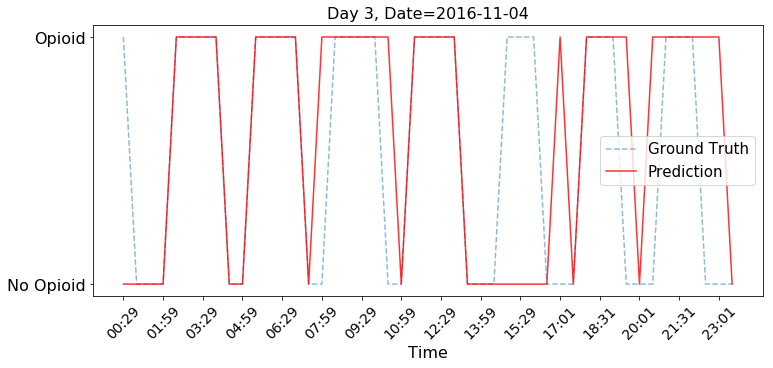 Day 3, Date=2016-11-04
Opioid
No Opioid
Ground Truth
Prediction
00:29
01:59
03:29
04:59
06:29
07:59
09:29
10:59
12:29
13:59
15:29
17:01
18:31
20:01
21:31
23:01
Time